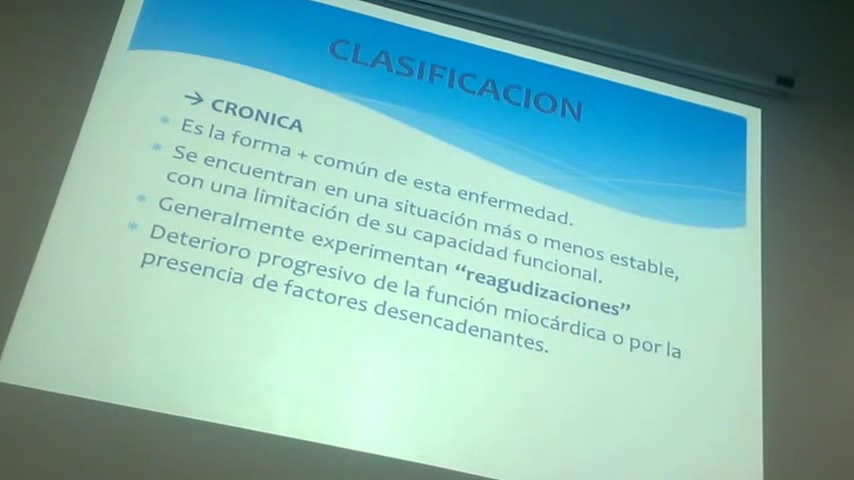 CLASIFICACION
→ CRONICA
Es la forma + común de esta enfermedad.
Se encuentran en una situación más o menos estable,
con una limitación de su capacidad funcional.
Generalmente experimentan “reagudizaciones”
Deterioro progresivo de la función miocárdica o por la
presencia de factores desencadenantes.